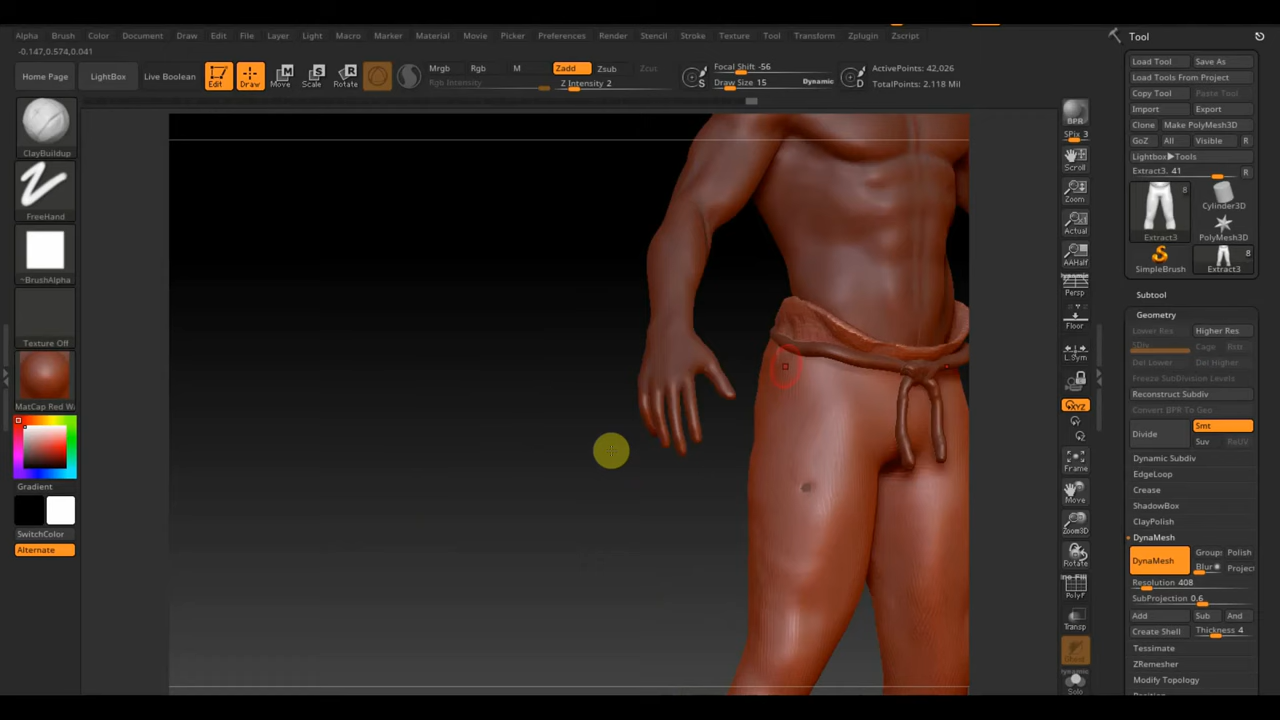 Tool
Alpha Brush Color Document Draw Edit File Layer Light Macro Marker Material Movie Picker Preferences Render Stencil Stroke Texture Tool Transform Zplugin Zscript
-0.147,0.574,0.041
Home Page LightBox Live Boolean Edit Draw Move Scale Rotate
Mrgb Rgb M Zadd Zsub Zcut
Rgb Intensity Z Intensity 2
Focal Shift -56
Draw Size 15 Dynamic
ActivePoints: 42,026
TotalPoints: 2.118 Mil
ClayBuildup
FreeHand
~BrushAlpha
Texture Off
MatCap Red Wa
Gradient
SwitchColor
Alternate
BPR
SPix 3
Scroll
Zoom
Actual
AAHalf
Dynamic
Persp
Floor
L.Sym
XYZ
Frame
Move
Zoom3D
Rotate
Line Fill
PolyF
Transp
Ghost
Dynamic
Solo
Load Tool Save As
Load Tools From Project
Copy Tool Paste Tool
Import Export
Clone Make PolyMesh3D
GoZ All Visible R
Lightbox▶Tools
Extract3. 41 R
8
Extract3
Cylinder3D
PolyMesh3D
SimpleBrush
8
Extract3
Subtool
Geometry
Lower Res Higher Res
SDiv Cage Rstr
Del Lower Del Higher
Freeze SubDivision Levels
Reconstruct Subdiv
Convert BPR To Geo
Divide Smt
Suv ReUV
Dynamic Subdiv
EdgeLoop
Crease
ShadowBox
ClayPolish
DynaMesh
DynaMesh Groups Polish
Blur Project
Resolution 408
SubProjection 0.6
Add Sub And
Create Shell Thickness 4
Tessimate
ZRemesher
Modify Topology